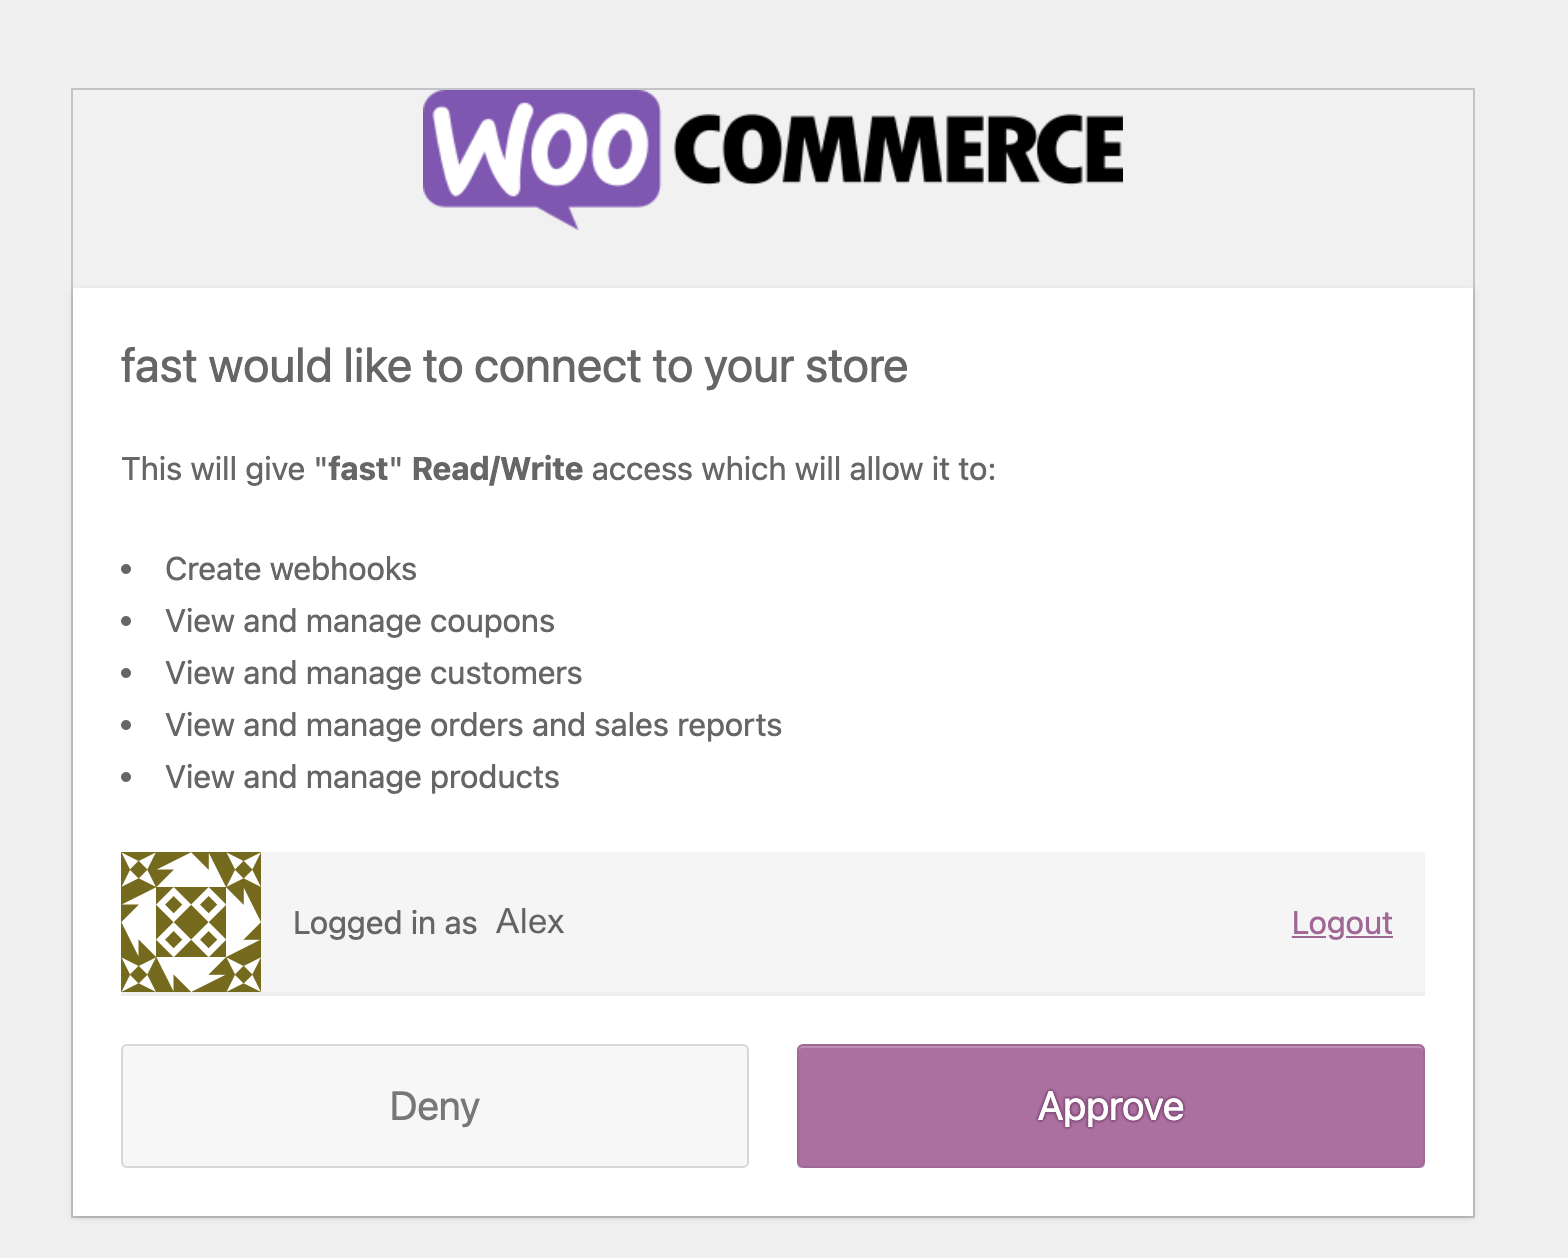 WOO COMMERCE
fast would like to connect to your store
This will give "fast" Read/Write access which will allow it to:
• Create webhooks
• View and manage coupons
• View and manage customers
• View and manage orders and sales reports
• View and manage products
Logged in as Alex Logout
Deny Approve